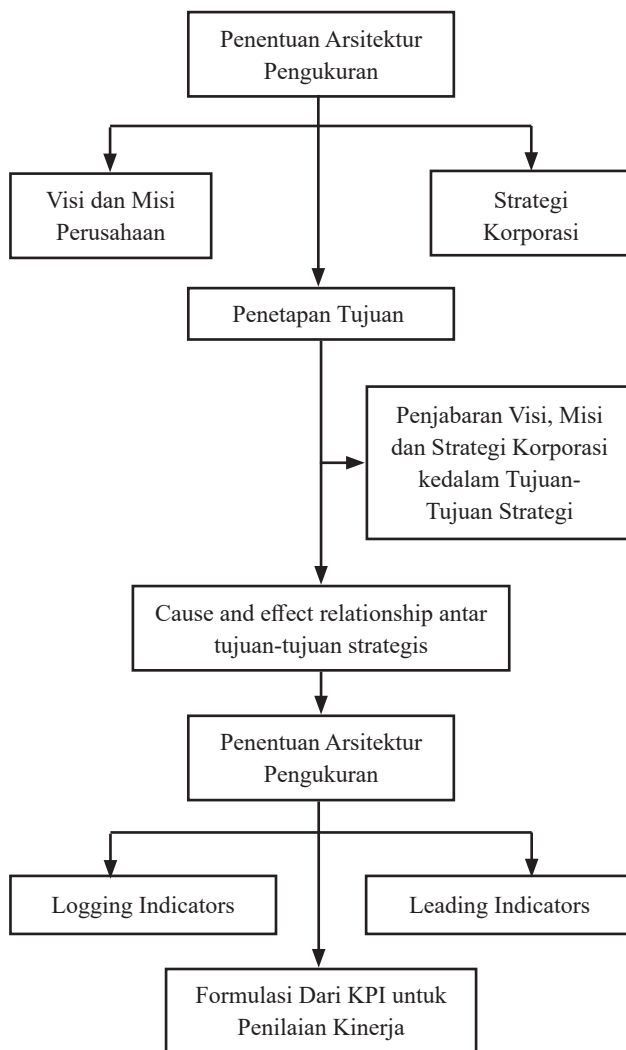 Penentuan Arsitektur
Pengukuran
Visi dan Misi
Perusahaan
Strategi
Korporasi
Penetapan Tujuan
Penjabaran Visi, Misi
dan Strategi Korporasi
kedalam Tujuan-
Tujuan Strategi
Cause and effect relationship antar
tujuan-tujuan strategis
Penentuan Arsitektur
Pengukuran
Logging Indicators
Leading Indicators
Formulasi Dari KPI untuk
Penilaian Kinerja